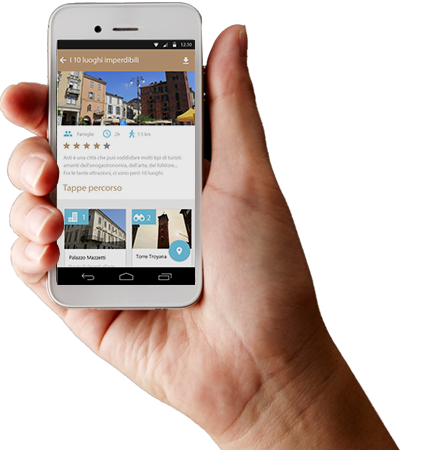 12:30
I 10 luoghi imperdibili
Famiglie 2h 1.5 km
Asti è una città che può soddisfare molti tipi di turisti:
amanti dell'enogastronomia, dell'arte, del folklore...
Fra le tante attrazioni, ci sono però 10 luoghi
Tappe percorso
1 2
Palazzo Mazzetti Torre Troyana